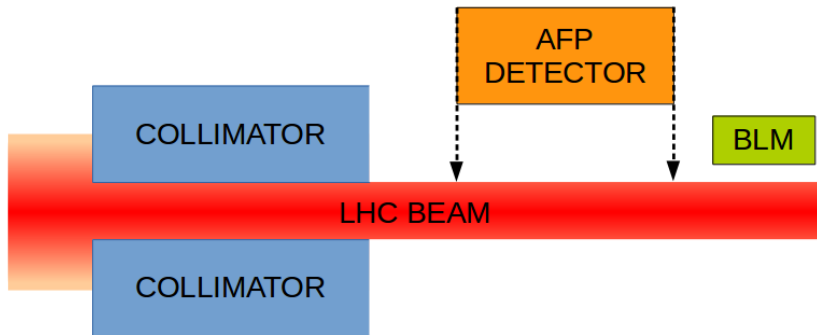 AFP
DETECTOR
COLLIMATOR
BLM
LHC BEAM
COLLIMATOR